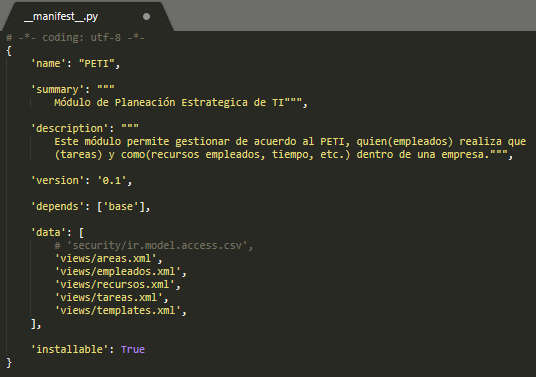 __manifest__.py
# -*- coding: utf-8 -*-
{
'name': "PETI",
'summary': """
Módulo de Planeación Estrategica de TI""",
'description': """
Este módulo permite gestionar de acuerdo al PETI, quien(empleados) realiza que
(tareas) y como(recursos empleados, tiempo, etc.) dentro de una empresa.""",
'version': '0.1',
'depends': ['base'],
'data': [
# 'security/ir.model.access.csv',
'views/areas.xml',
'views/empleados.xml',
'views/recursos.xml',
'views/tareas.xml',
'views/templates.xml',
],
'installable': True
}